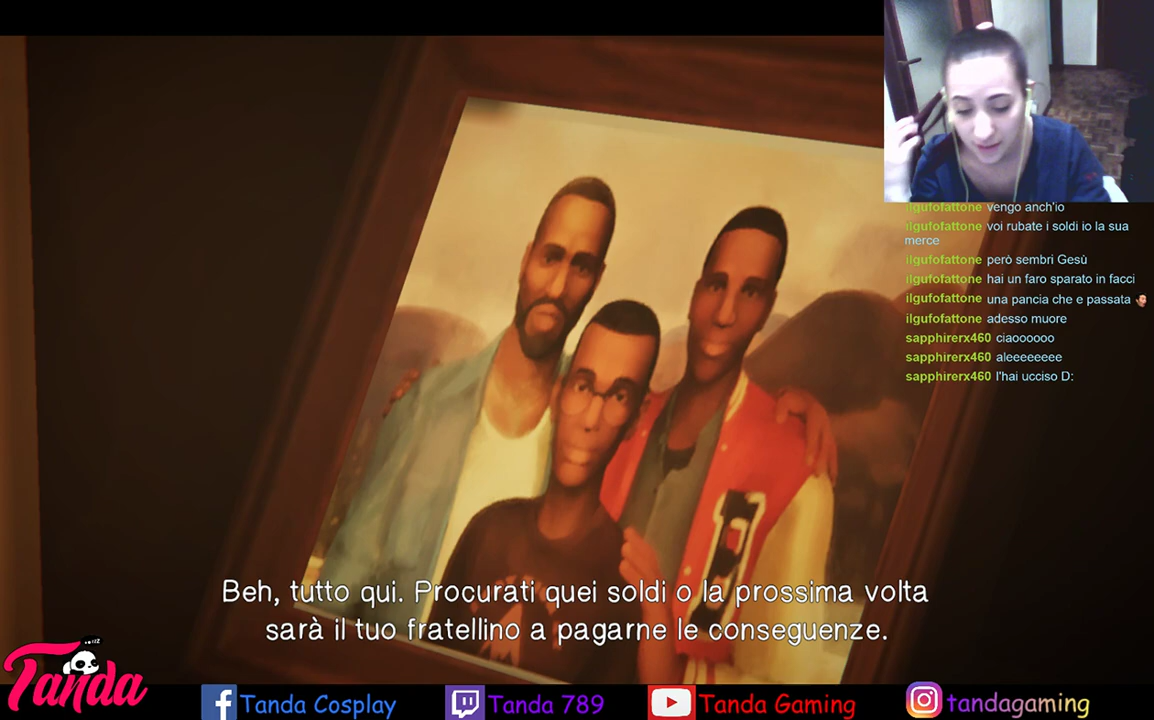 ilgufofattone vengo anch'io
ilgufofattone voi rubate i soldi io la sua
merce
ilgufofattone però sembri Gesù
ilgufofattone hai un faro sparato in facci
ilgufofattone una pancia che e passata
ilgufofattone adesso muore
sapphirerx460 ciaoooooo
sapphirerx460 aleeeeeeee
sapphirerx460 l'hai ucciso D:
Beh, tutto qui. Procurati quei soldi o la prossima volta
sarà il tuo fratellino a pagarne le conseguenze.
Tanda
Tanda Cosplay
Tanda 789
Tanda Gaming
tandagaming